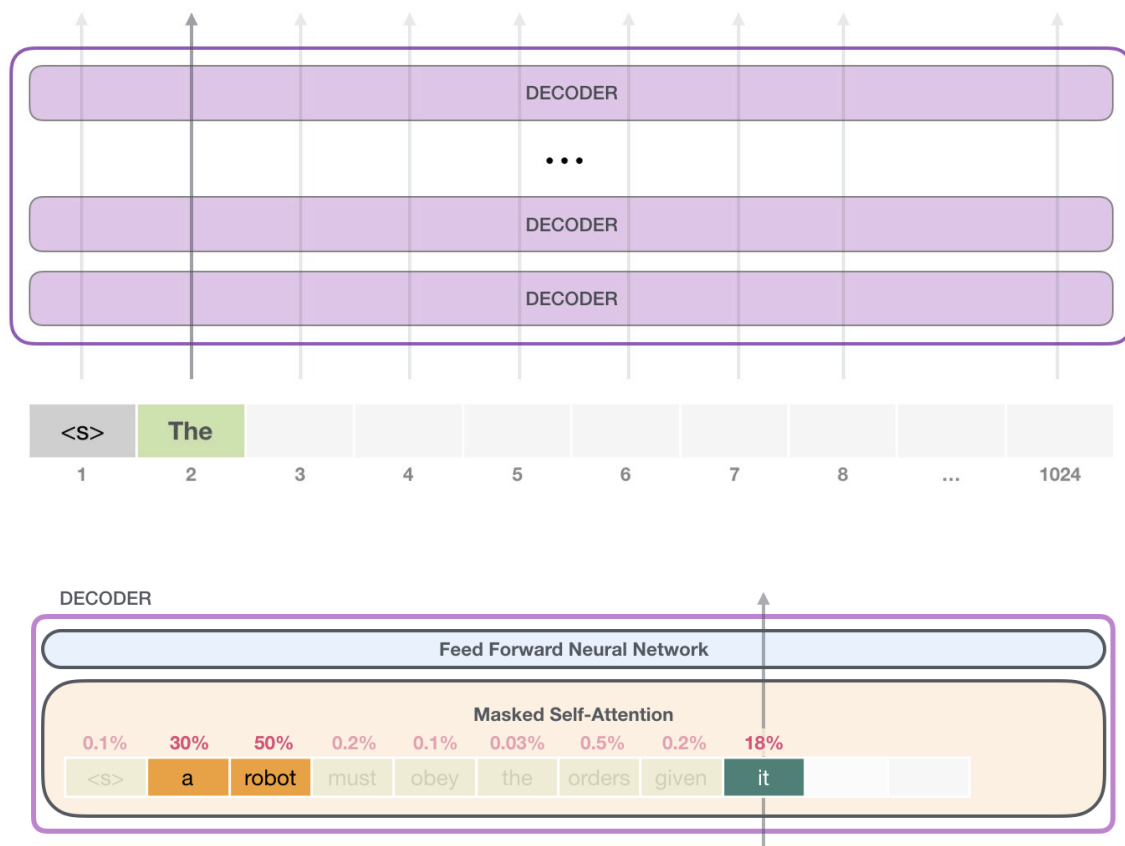 DECODER
...
DECODER
DECODER
<s> The
1 2 3 4 5 6 7 8 ... 1024
DECODER
Feed Forward Neural Network
Masked Self-Attention
0.1% 30% 50% 0.2% 0.1% 0.03% 0.5% 0.2% 18%
<s> a robot must obey the orders given it